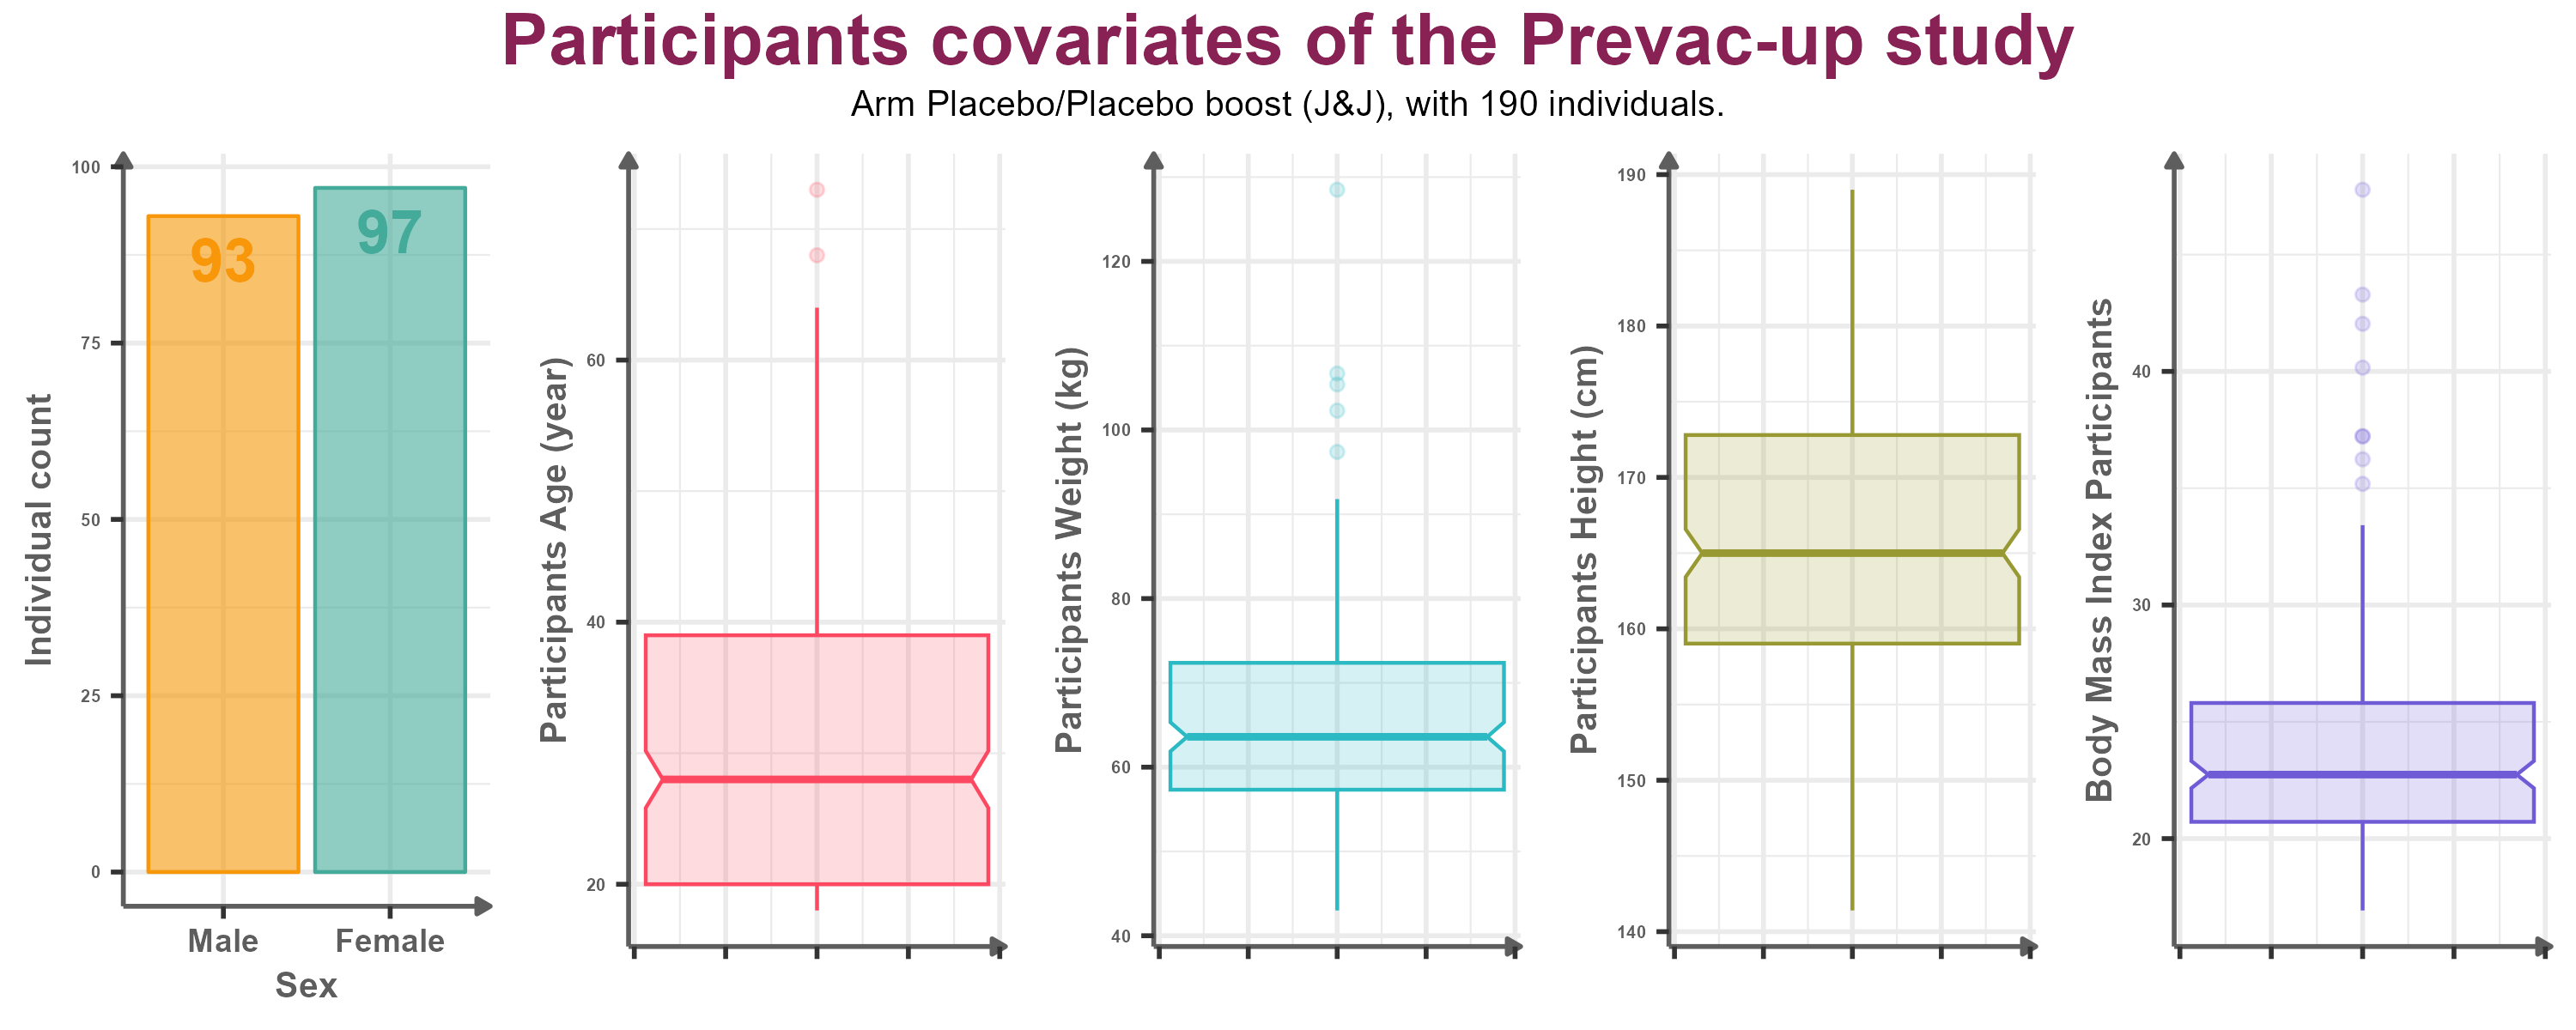 Participants covariates of the Prevac-up study
Arm Placebo/Placebo boost (J&J), with 190 individuals.
Individual count
100
75
50
25
0
93
97
Male
Female
Sex
Participants Age (year)
60
40
20
Participants Weight (kg)
120
100
80
60
40
Participants Height (cm)
190
180
170
160
150
140
Body Mass Index Participants
40
30
20